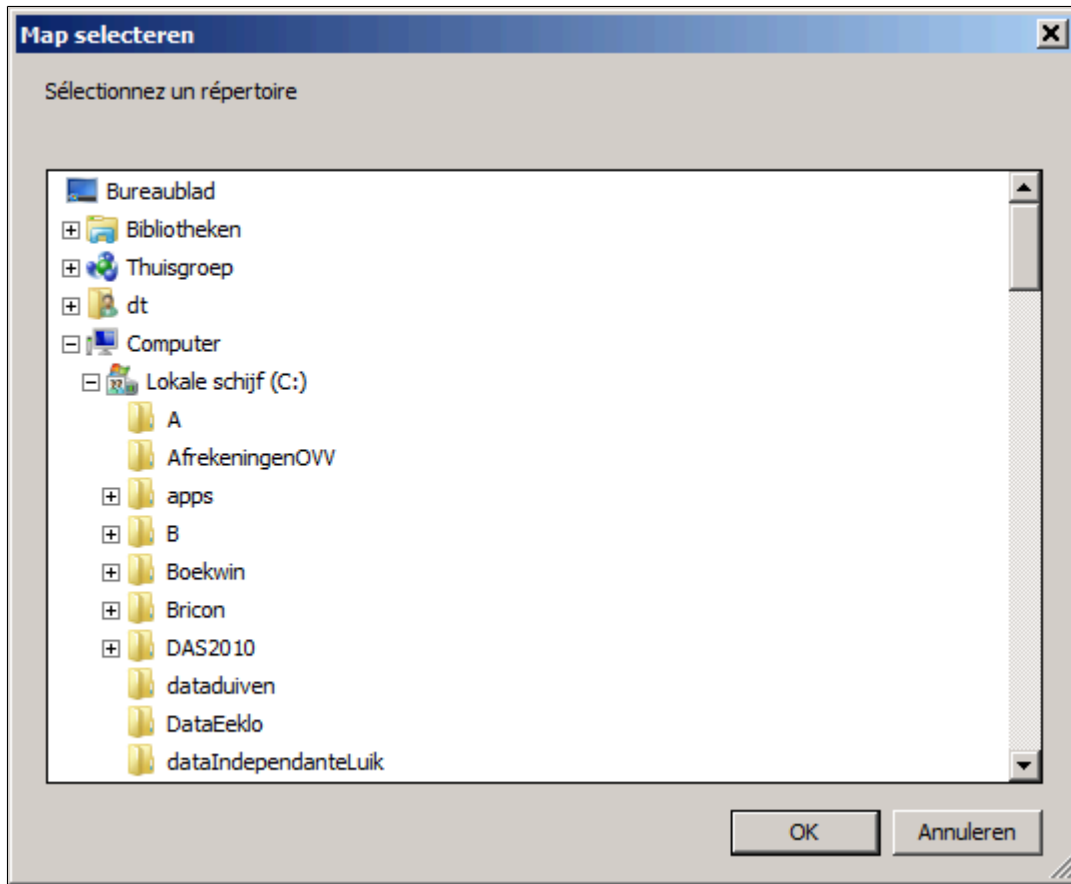 Map selecteren
Sélectionnez un répertoire
Bureaublad
Bibliotheken
Thuisgroep
dt
Computer
Lokale schijf (C:)
A
AfrekeningenOVV
apps
B
Boekwin
Bricon
DAS2010
dataduiven
DataEeklo
dataIndependanteLuik
OK Annuleren